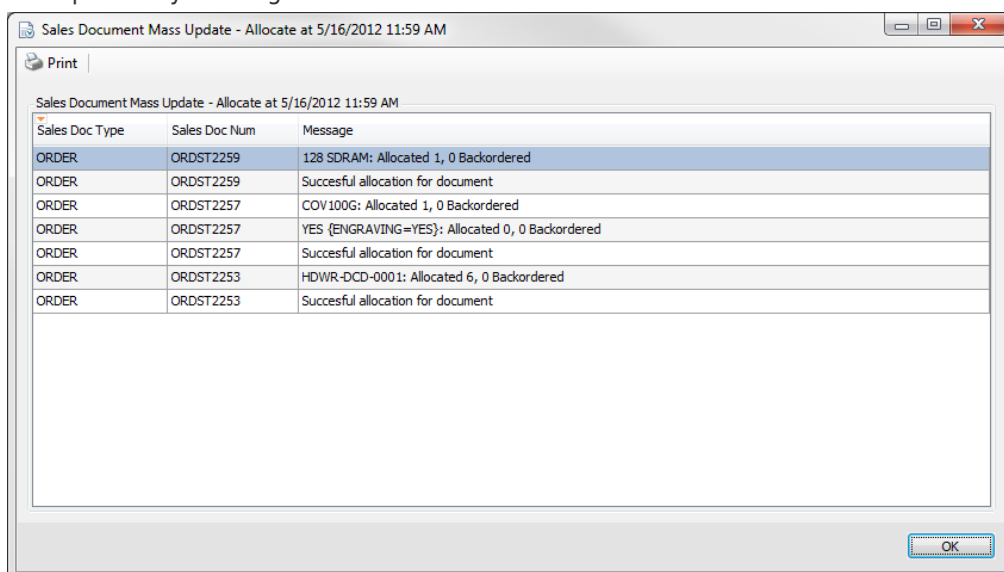 Sales Document Mass Update - Allocate at 5/16/2012 11:59 AM
Print
Sales Document Mass Update - Allocate at 5/16/2012 11:59 AM
Sales Doc Type Sales Doc Num Message
ORDER ORDST2259 128 SDRAM: Allocated 1, 0 Backordered
ORDER ORDST2259 Succesful allocation for document
ORDER ORDST2257 COV100G: Allocated 1, 0 Backordered
ORDER ORDST2257 YES {ENGRAVING=YES}: Allocated 0, 0 Backordered
ORDER ORDST2257 Succesful allocation for document
ORDER ORDST2253 HDWR-DCD-0001: Allocated 6, 0 Backordered
ORDER ORDST2253 Succesful allocation for document
OK